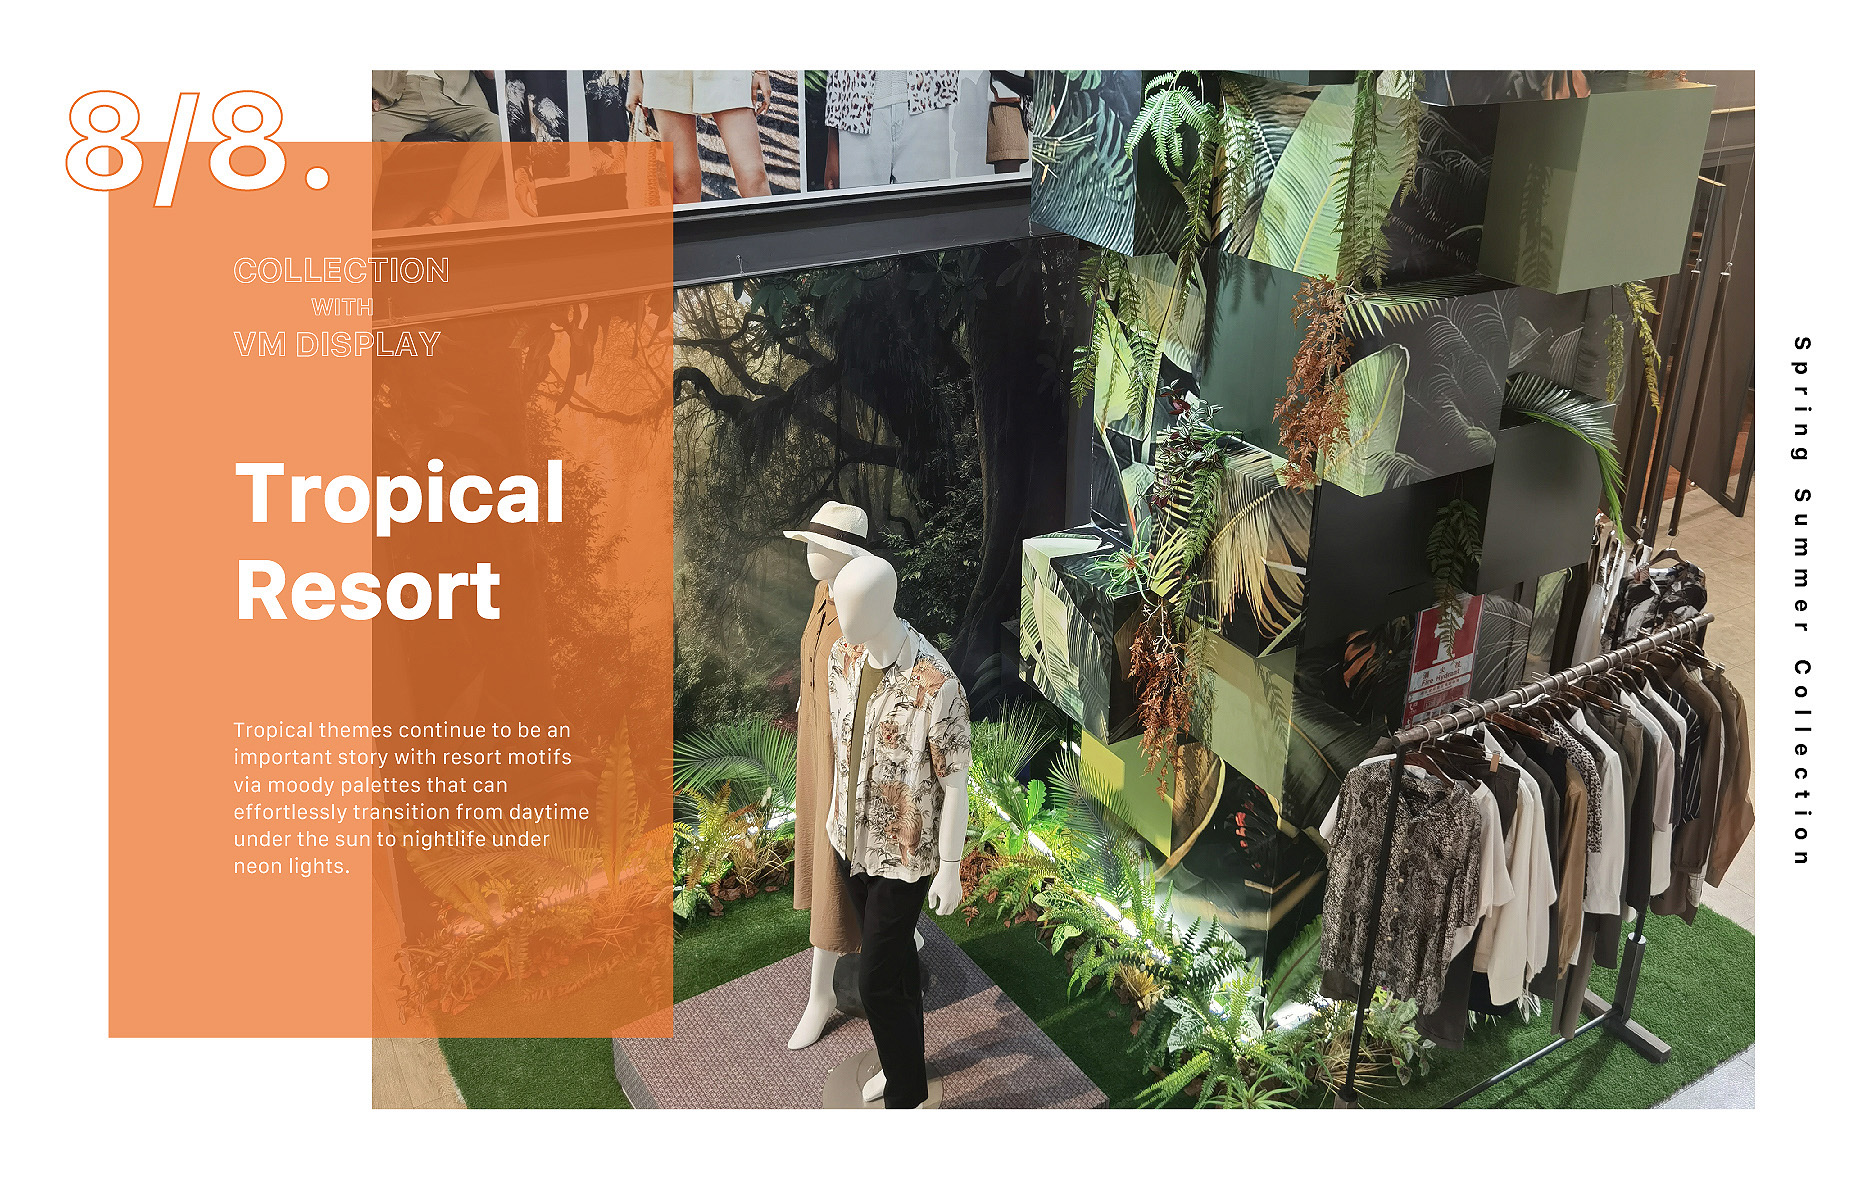 8/8.
COLLECTION
WITH
VM DISPLAY
Tropical
Resort
Tropical themes continue to be an
important story with resort motifs
via moody palettes that can
effortlessly transition from daytime
under the sun to nightlife under
neon lights.
Fire Hydrant
Spring Summer Collection